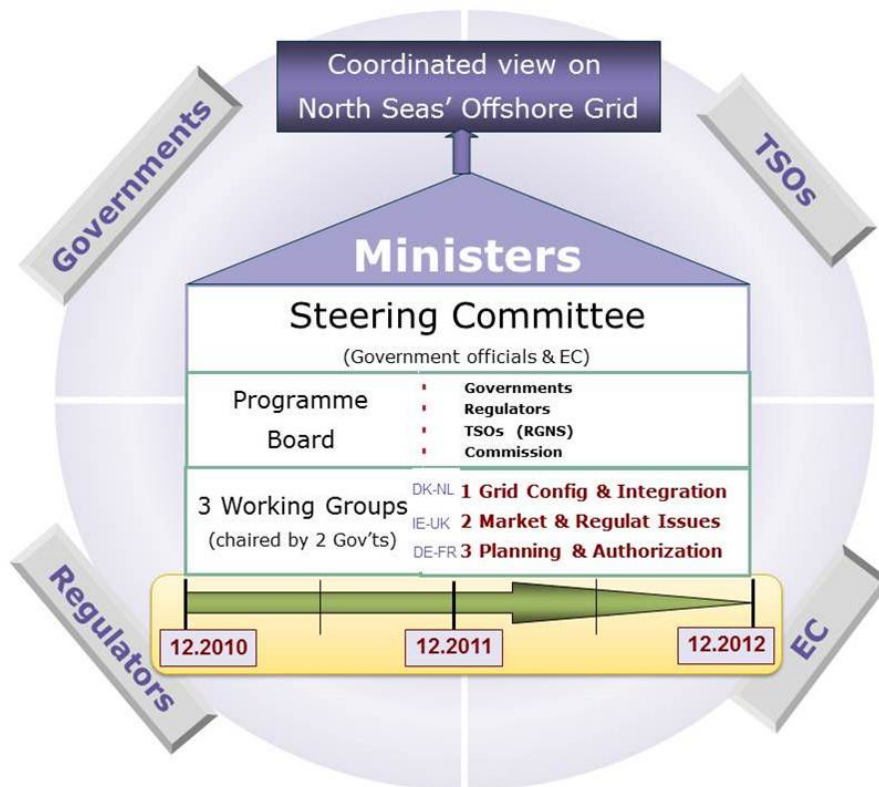 Coordinated view on
North Seas' Offshore Grid
Governments
TSOs
Ministers
Steering Committee
(Government officials & EC)
Programme
Board
Governments
Regulators
TSOs (RGNS)
Commission
3 Working Groups
(chaired by 2 Gov'ts)
DK-NL 1 Grid Config & Integration
IE-UK 2 Market & Regulat Issues
DE-FR 3 Planning & Authorization
Regulators
EC
12.2010
12.2011
12.2012